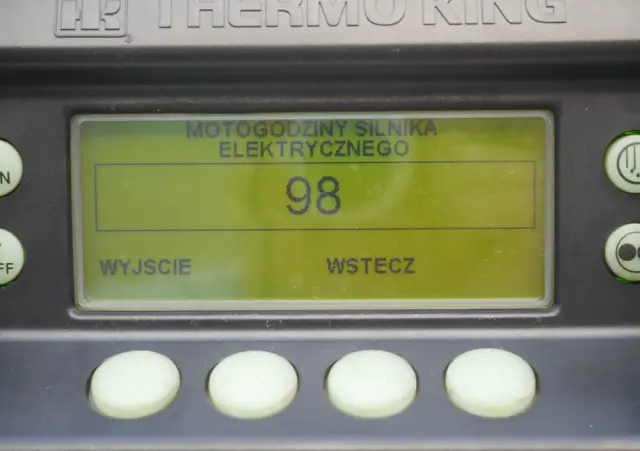 THERMO KING
MOTOGODZINY SILNIKA
ELEKTRYCZNEGO
98
WYJSCIE
WSTECZ